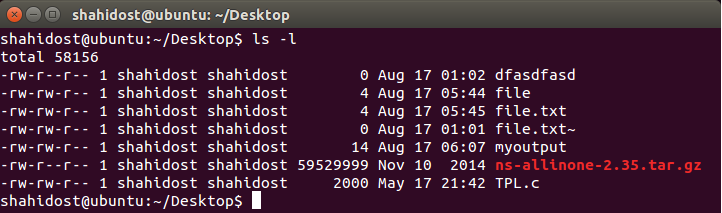 shahidost@ubuntu: ~/Desktop
shahidost@ubuntu:~/Desktop$ ls -l
total 58156
-rw-r--r-- 1 shahidost shahidost        0 Aug 17 01:02 dfasdfasd
-rw-rw-r-- 1 shahidost shahidost        4 Aug 17 05:44 file
-rw-rw-r-- 1 shahidost shahidost        4 Aug 17 05:45 file.txt
-rw-rw-r-- 1 shahidost shahidost        0 Aug 17 01:01 file.txt~
-rw-rw-r-- 1 shahidost shahidost       14 Aug 17 06:07 myoutput
-rw-rw-r-- 1 shahidost shahidost 59529999 Nov 10  2014 ns-allinone-2.35.tar.gz
-rw-rw-r-- 1 shahidost shahidost     2000 May 17 21:42 TPL.c
shahidost@ubuntu:~/Desktop$